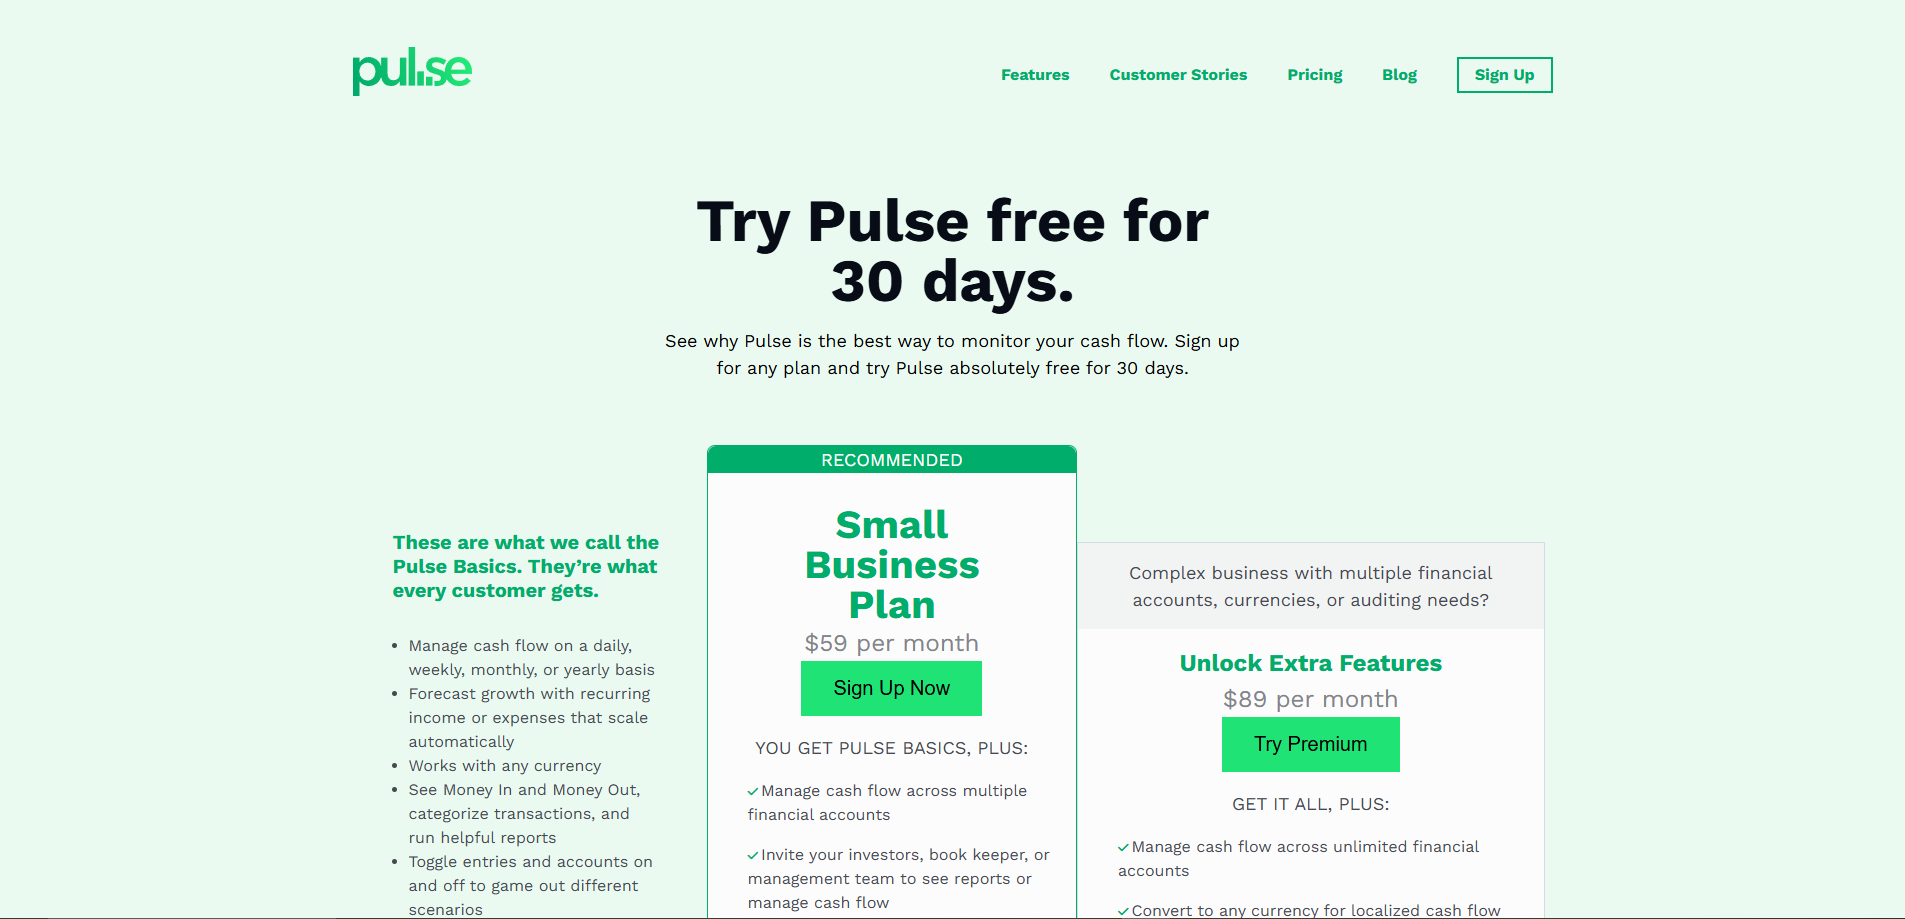 pulse
Features
Customer Stories
Pricing
Blog
Sign Up
Try Pulse free for
30 days.
See why Pulse is the best way to monitor your cash flow. Sign up
for any plan and try Pulse absolutely free for 30 days.
These are what we call the
Pulse Basics. They’re what
every customer gets.
Manage cash flow on a daily,
weekly, monthly, or yearly basis
Forecast growth with recurring
income or expenses that scale
automatically
Works with any currency
See Money In and Money Out,
categorize transactions, and
run helpful reports
Toggle entries and accounts on
and off to game out different
scenarios
RECOMMENDED
Small
Business
Plan
$59 per month
Sign Up Now
YOU GET PULSE BASICS, PLUS:
Manage cash flow across multiple
financial accounts
Invite your investors, book keeper, or
management team to see reports or
manage cash flow
Complex business with multiple financial
accounts, currencies, or auditing needs?
Unlock Extra Features
$89 per month
Try Premium
GET IT ALL, PLUS:
Manage cash flow across unlimited financial
accounts
Convert to any currency for localized cash flow